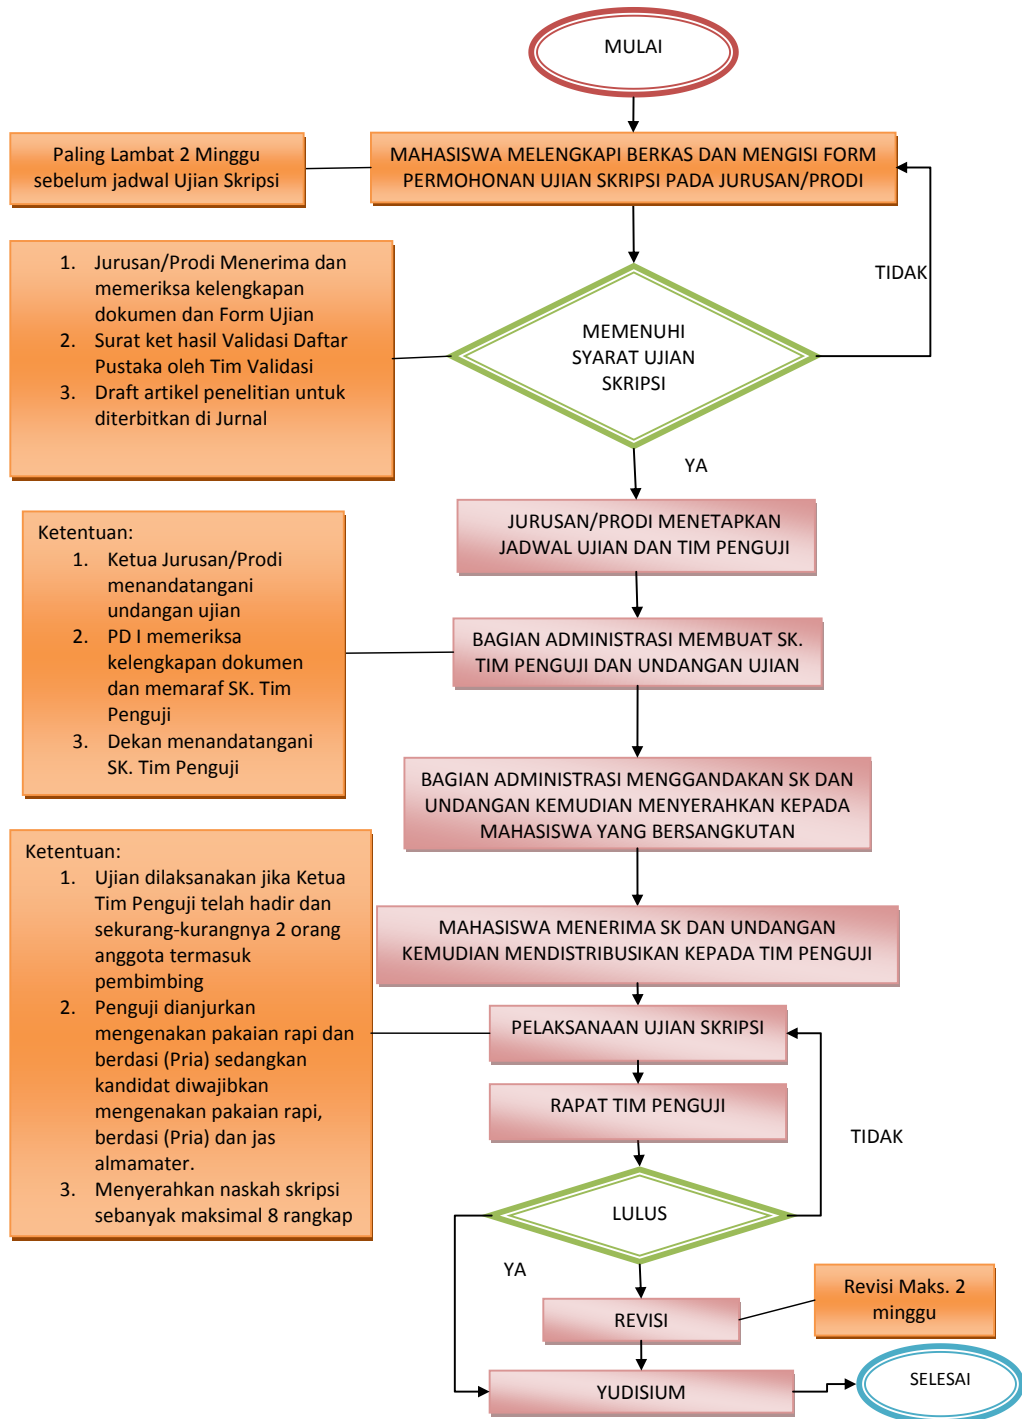 MULAI
Paling Lambat 2 Minggu
sebelum jadwal Ujian Skripsi
MAHASISWA MELENGKAPI BERKAS DAN MENGISI FORM
PERMOHONAN UJIAN SKRIPSI PADA JURUSAN/PRODI
TIDAK
1. Jurusan/Prodi Menerima dan
memeriksa kelengkapan
dokumen dan Form Ujian
2. Surat ket hasil Validasi Daftar
Pustaka oleh Tim Validasi
3. Draft artikel penelitian untuk
diterbitkan di Jurnal
MEMENUHI
SYARAT UJIAN
SKRIPSI
YA
JURUSAN/PRODI MENETAPKAN
JADWAL UJIAN DAN TIM PENGUJI
Ketentuan:
1. Ketua Jurusan/Prodi
menandatangani
undangan ujian
2. PD I memeriksa
kelengkapan dokumen
dan memaraf SK. Tim
Penguji
3. Dekan menandatangani
SK. Tim Penguji
BAGIAN ADMINISTRASI MEMBUAT SK.
TIM PENGUJI DAN UNDANGAN UJIAN
BAGIAN ADMINISTRASI MENGGANDAKAN SK DAN
UNDANGAN KEMUDIAN MENYERAHKAN KEPADA
MAHASISWA YANG BERSANGKUTAN
Ketentuan:
1. Ujian dilaksanakan jika Ketua
Tim Penguji telah hadir dan
sekurang-kurangnya 2 orang
anggota termasuk
pembimbing
2. Penguji dianjurkan
mengenakan pakaian rapi dan
berdasi (Pria) sedangkan
kandidat diwajibkan
mengenakan pakaian rapi,
berdasi (Pria) dan jas
almamater.
3. Menyerahkan naskah skripsi
sebanyak maksimal 8 rangkap
MAHASISWA MENERIMA SK DAN UNDANGAN
KEMUDIAN MENDISTRIBUSIKAN KEPADA TIM PENGUJI
PELAKSANAAN UJIAN SKRIPSI
RAPAT TIM PENGUJI
TIDAK
LULUS
YA
REVISI
Revisi Maks. 2
minggu
YUDISIUM
SELESAI